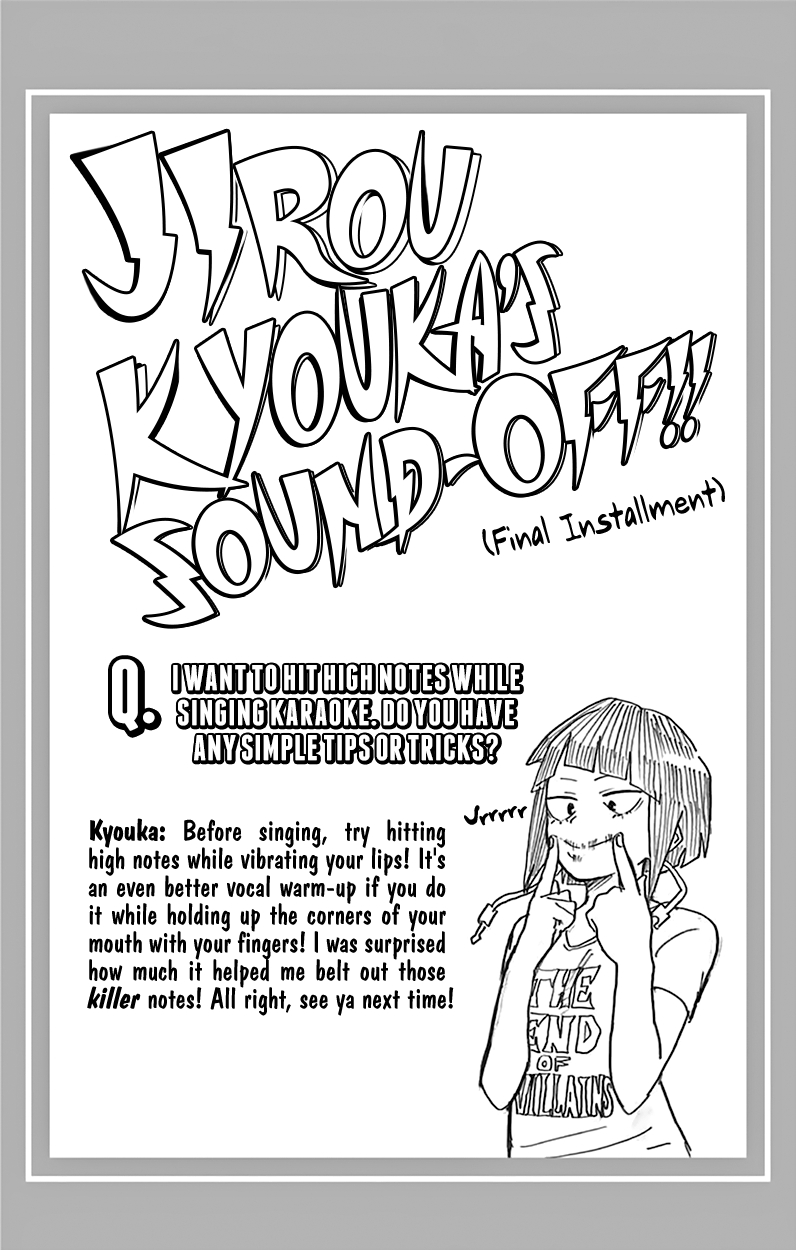 JIROU
KYOUKA'S
SOUND-OFF!!
(Final Installment)
Q. I WANT TO HIT HIGH NOTES WHILE
SINGING KARAOKE. DO YOU HAVE
ANY SIMPLE TIPS OR TRICKS?
Kyouka: Before singing, try hitting
high notes while vibrating your lips! It's
an even better vocal warm-up if you do
it while holding up the corners of your
mouth with your fingers! I was surprised
how much it helped me belt out those
killer notes! All right, see ya next time!
Jrrrrr
THE
END
OF
VILLAINS